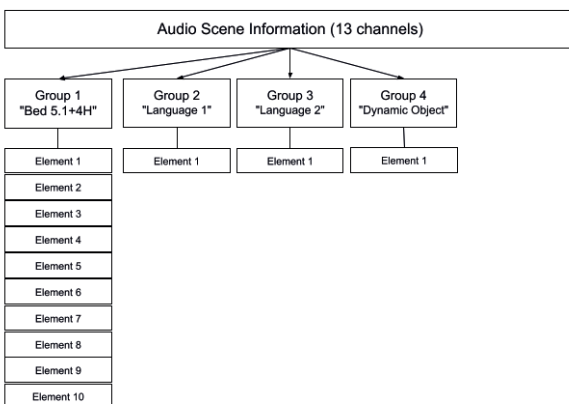 Audio Scene Information (13 channels)
Group 1
"Bed 5.1+4H"
Group 2
"Language 1"
Group 3
"Language 2"
Group 4
"Dynamic Object"
Element 1
Element 1
Element 1
Element 1
Element 2
Element 3
Element 4
Element 5
Element 6
Element 7
Element 8
Element 9
Element 10